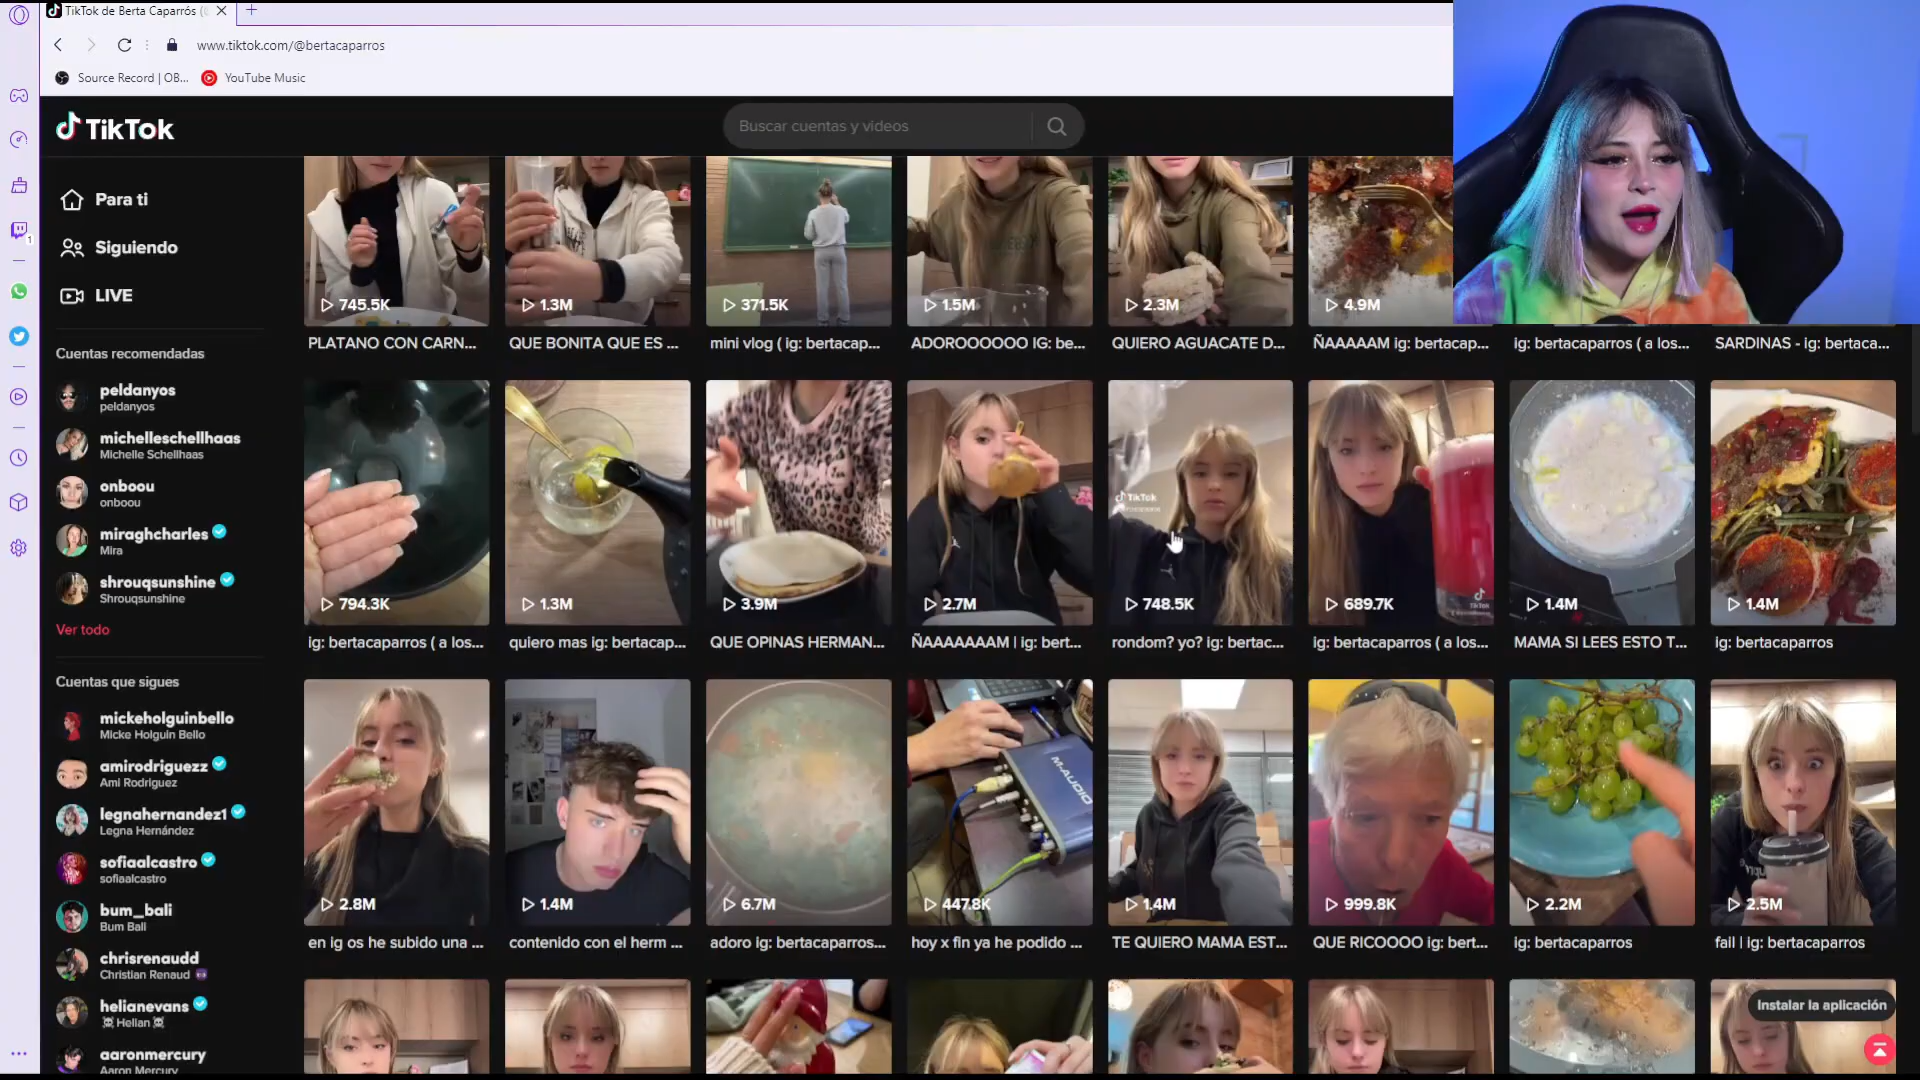 TikTok de Berta Caparrós (
www.tiktok.com/@bertacaparros
Source Record | OB...
YouTube Music
TikTok
Buscar cuentas y videos
Para ti
Siguiendo
LIVE
Cuentas recomendadas
peldanyos
peldanyos
michelleschellhaas
Michelle Schellhaas
onboou
onboou
miraghcharles
Mira
shrouqsunshine
Shrouqsunshine
Ver todo
Cuentas que sigues
mickeholguinbello
Micke Holguin Bello
amirodriguezz
Ami Rodriguez
legnahernandez1
Legna Hernández
sofiaalcastro
sofiaalcastro
bum_bali
Bum Bali
chrisrenaudd
Christian Renaud
helianevans
Helian
aaronmercury
Aaron Mercury
1
745.5K
1.3M
371.5K
1.5M
2.3M
4.9M
PLATANO CON CARN...
QUE BONITA QUE ES ...
mini vlog ( ig: bertacap...
ADOROOOOOO IG: be...
QUIERO AGUACATE D...
ÑAAAAAM ig: bertacap...
ig: bertacaparros ( a los...
SARDINAS - ig: bertaca...
TikTok
TikTok
794.3K
1.3M
3.9M
2.7M
748.5K
689.7K
1.4M
1.4M
ig: bertacaparros ( a los...
quiero mas ig: bertacap...
QUE OPINAS HERMAN...
ÑAAAAAAAM | ig: bert...
rondom? yo? ig: bertac...
ig: bertacaparros ( a los...
MAMA SI LEES ESTO T...
ig: bertacaparros
M-AUDIO
2.8M
1.4M
6.7M
447.8K
1.4M
999.8K
2.2M
2.5M
en ig os he subido una ...
contenido con el herm ...
adoro ig: bertacaparros...
hoy x fin ya he podido ...
TE QUIERO MAMA EST...
QUE RICOOOO ig: bert...
ig: bertacaparros
fail | ig: bertacaparros
Instalar la aplicación